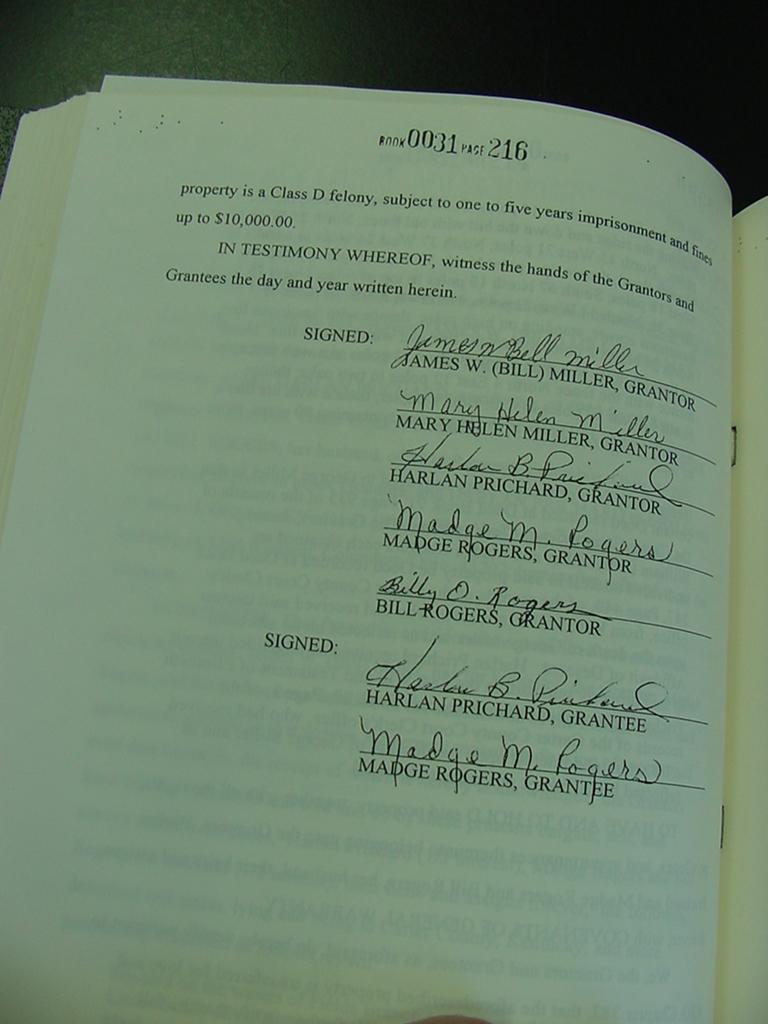 BOOK 0031 PAGE 216
property is a Class D felony, subject to one to five years imprisonment and fines
up to $10,000.00.
IN TESTIMONY WHEREOF, witness the hands of the Grantors and
Grantees the day and year written herein.
SIGNED: James W Bill Miller
JAMES W. (BILL) MILLER, GRANTOR
Mary Helen Miller
MARY HELEN MILLER, GRANTOR
Harlan B. Prichard
HARLAN PRICHARD, GRANTOR
Madge M. Rogers
MADGE ROGERS, GRANTOR
Billy O. Rogers
BILL ROGERS, GRANTOR
SIGNED:
Harlan B. Prichard
HARLAN PRICHARD, GRANTEE
Madge M. Rogers
MADGE ROGERS, GRANTEE